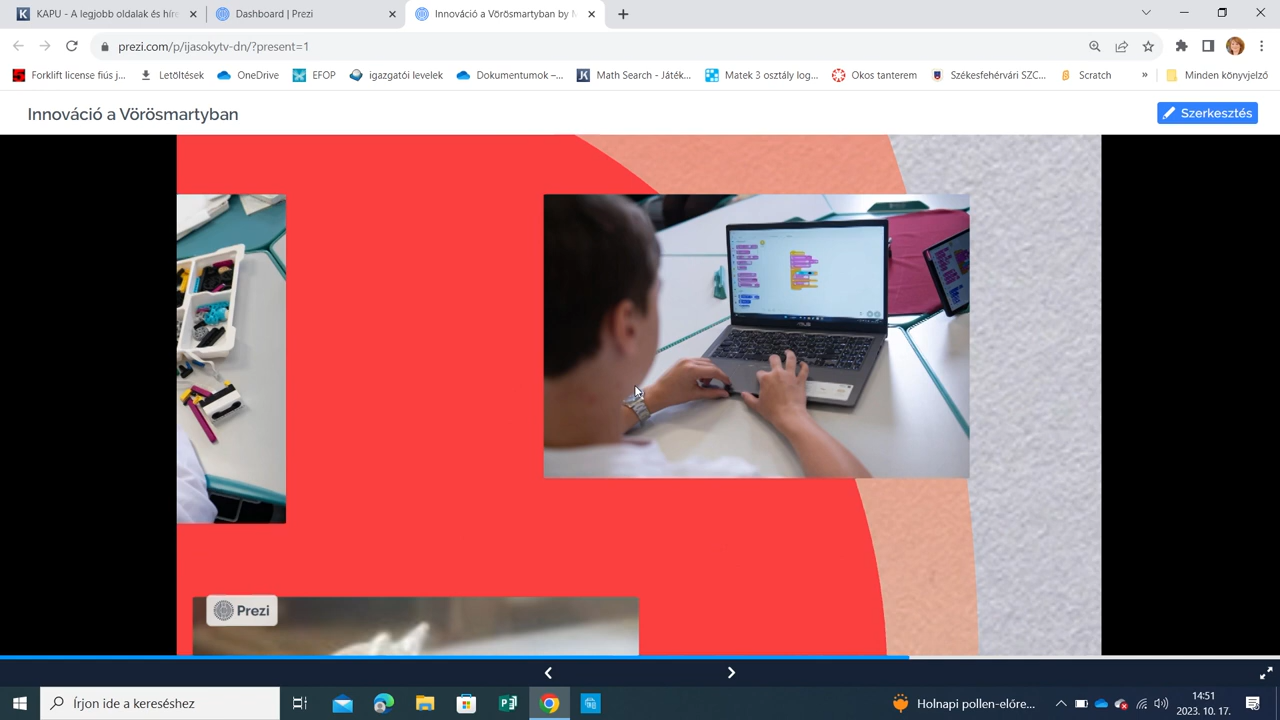 KAPU - A legjobb oldalak és híre
Dashboard | Prezi
Innováció a Vörösmartyban by M
prezi.com/p/ijasokytv-dn/?present=1
Forklift license fiús j...
Letöltések
OneDrive
EFOP
igazgatói levelek
Dokumentumok –...
Math Search - Játék...
Matek 3 osztály log...
Okos tanterem
Székesfehérvári SZC...
Scratch
»
Minden könyvjelző
Innováció a Vörösmartyban
Szerkesztés
ASUS
Prezi
Írjon ide a kereséshez
Holnapi pollen-előre...
14:51
2023. 10. 17.